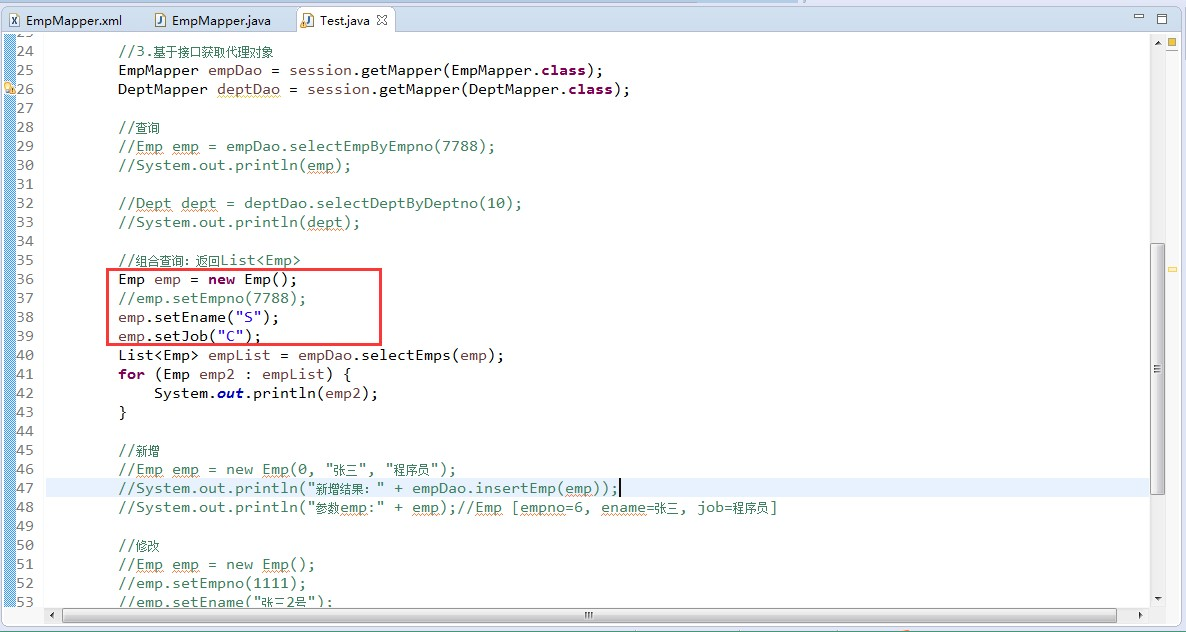 EmpMapper.xml EmpMapper.java Test.java
24 //3.基于接口获取代理对象
25 EmpMapper empDao = session.getMapper(EmpMapper.class);
26 DeptMapper deptDao = session.getMapper(DeptMapper.class);
27
28 //查询
29 //Emp emp = empDao.selectEmpByEmpno(7788);
30 //System.out.println(emp);
31
32 //Dept dept = deptDao.selectDeptByDeptno(10);
33 //System.out.println(dept);
34
35 //组合查询：返回List<Emp>
36 Emp emp = new Emp();
37 //emp.setEmpno(7788);
38 emp.setEname("S");
39 emp.setJob("C");
40 List<Emp> empList = empDao.selectEmps(emp);
41 for (Emp emp2 : empList) {
42 System.out.println(emp2);
43 }
44
45 //新增
46 //Emp emp = new Emp(0, "张三", "程序员");
47 //System.out.println("新增结果：" + empDao.insertEmp(emp));
48 //System.out.println("参数emp:" + emp);//Emp [empno=6, ename=张三, job=程序员]
49
50 //修改
51 //Emp emp = new Emp();
52 //emp.setEmpno(1111);
53 //emp.setEname("张三2号");